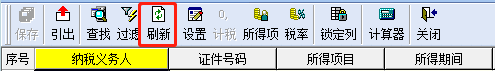 保存 引出 查找 过滤 刷新 设置 计税 所得项 税率 锁定列 计算器 关闭
序号 纳税义务人 证件号码 所得项目 所得期间